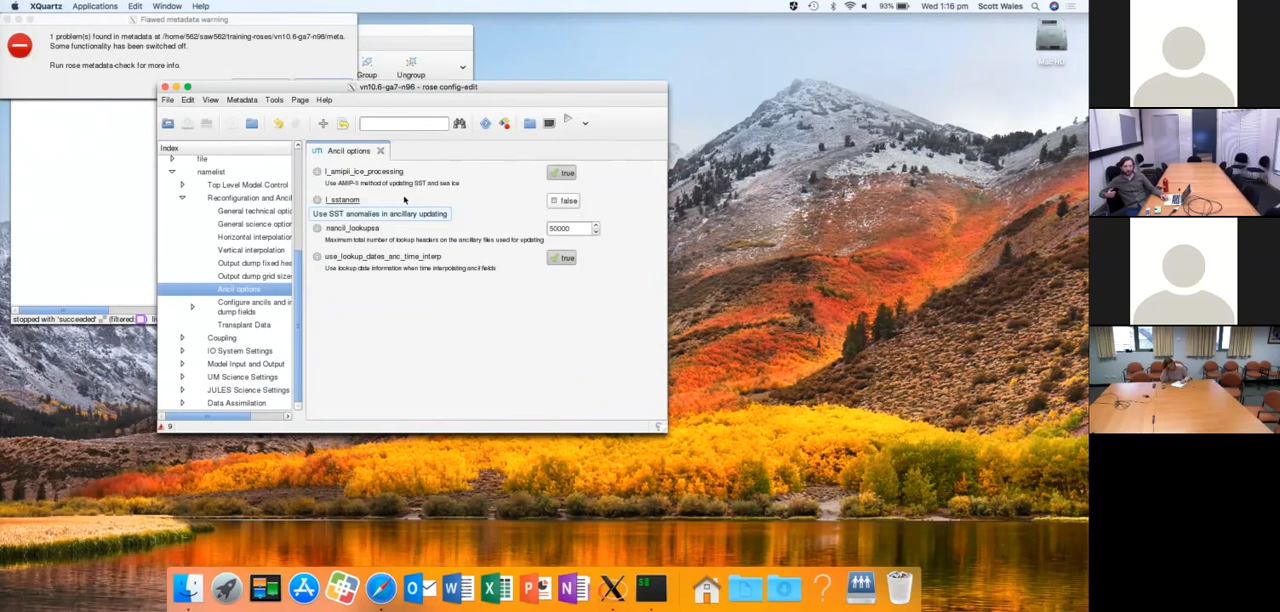 XQuartz Applications Edit Window Help
93% Wed 1:16 pm Scott Wales
Flawed metadata warning
1 problem(s) found in metadata at /home/562/saw562/training-roses/vn10.6-ga7-n96/meta.
Some functionality has been switched off.
Run rose metadata-check for more info.
Group Ungroup
vn10.6-ga7-n96 - rose config-edit
File Edit View Metadata Tools Page Help
Index
file
namelist
Top Level Model Control
Reconfiguration and Ancil
General technical optic
General science option
Horizontal interpolatio
Vertical interpolation
Output dump fixed hea
Output dump grid sizes
Ancil options
Configure ancils and in
dump fields
Transplant Data
Coupling
IO System Settings
Model Input and Output
UM Science Settings
JULES Science Settings
Data Assimilation
9
UM Ancil options
l_amipii_ice_processing true
Use AMIP-II method of updating SST and sea ice
l_sstanom false
Use SST anomalies in ancillary updating
nancil_lookupsa 50000
Maximum total number of lookup headers on the ancillary files used for updating
use_lookup_dates_anc_time_interp true
Use lookup date information when time interpolating ancil fields
stopped with 'succeeded' (filtered: